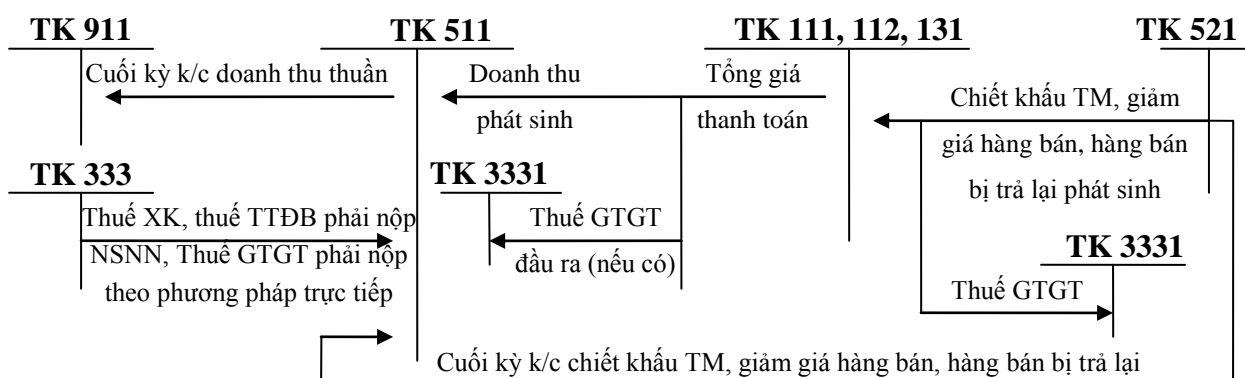 TK 911
TK 511
TK 111, 112, 131
TK 521
Cuối kỳ k/c doanh thu thuần
Doanh thu
phát sinh
Tổng giá
thanh toán
Chiết khấu TM, giảm
giá hàng bán, hàng bán
bị trả lại phát sinh
TK 333
TK 3331
Thuế XK, thuế TTĐB phải nộp
NSNN, Thuế GTGT phải nộp
theo phương pháp trực tiếp
Thuế GTGT
đầu ra (nếu có)
TK 3331
Thuế GTGT
Cuối kỳ k/c chiết khấu TM, giảm giá hàng bán, hàng bán bị trả lại